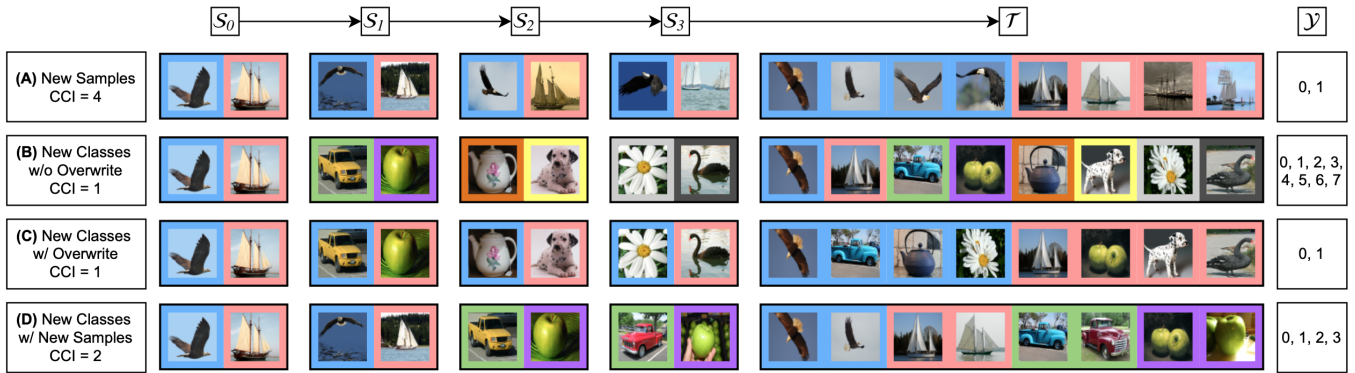 S₀ S₁ S₂ S₃ T Y
(A) New Samples
CCI = 4
0, 1
(B) New Classes
w/o Overwrite
CCI = 1
0, 1, 2, 3,
4, 5, 6, 7
(C) New Classes
w/ Overwrite
CCI = 1
0, 1
(D) New Classes
w/ New Samples
CCI = 2
0, 1, 2, 3